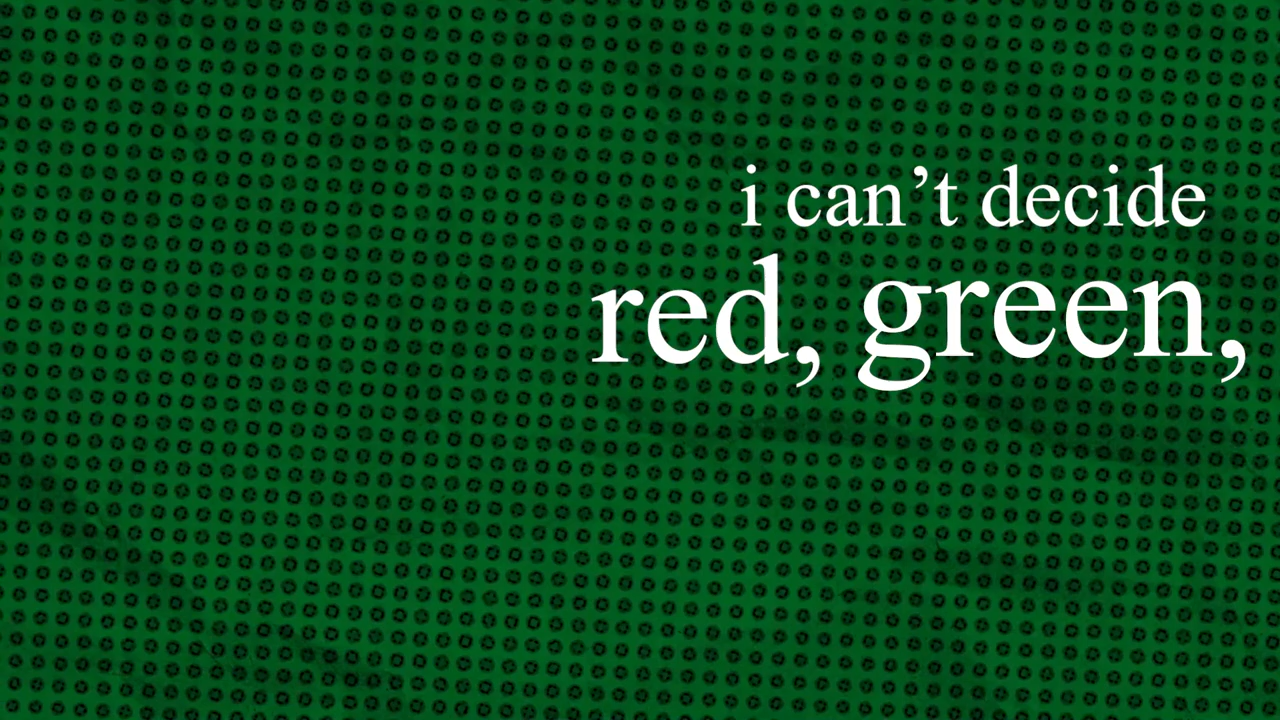 i can’t decide
red, green,